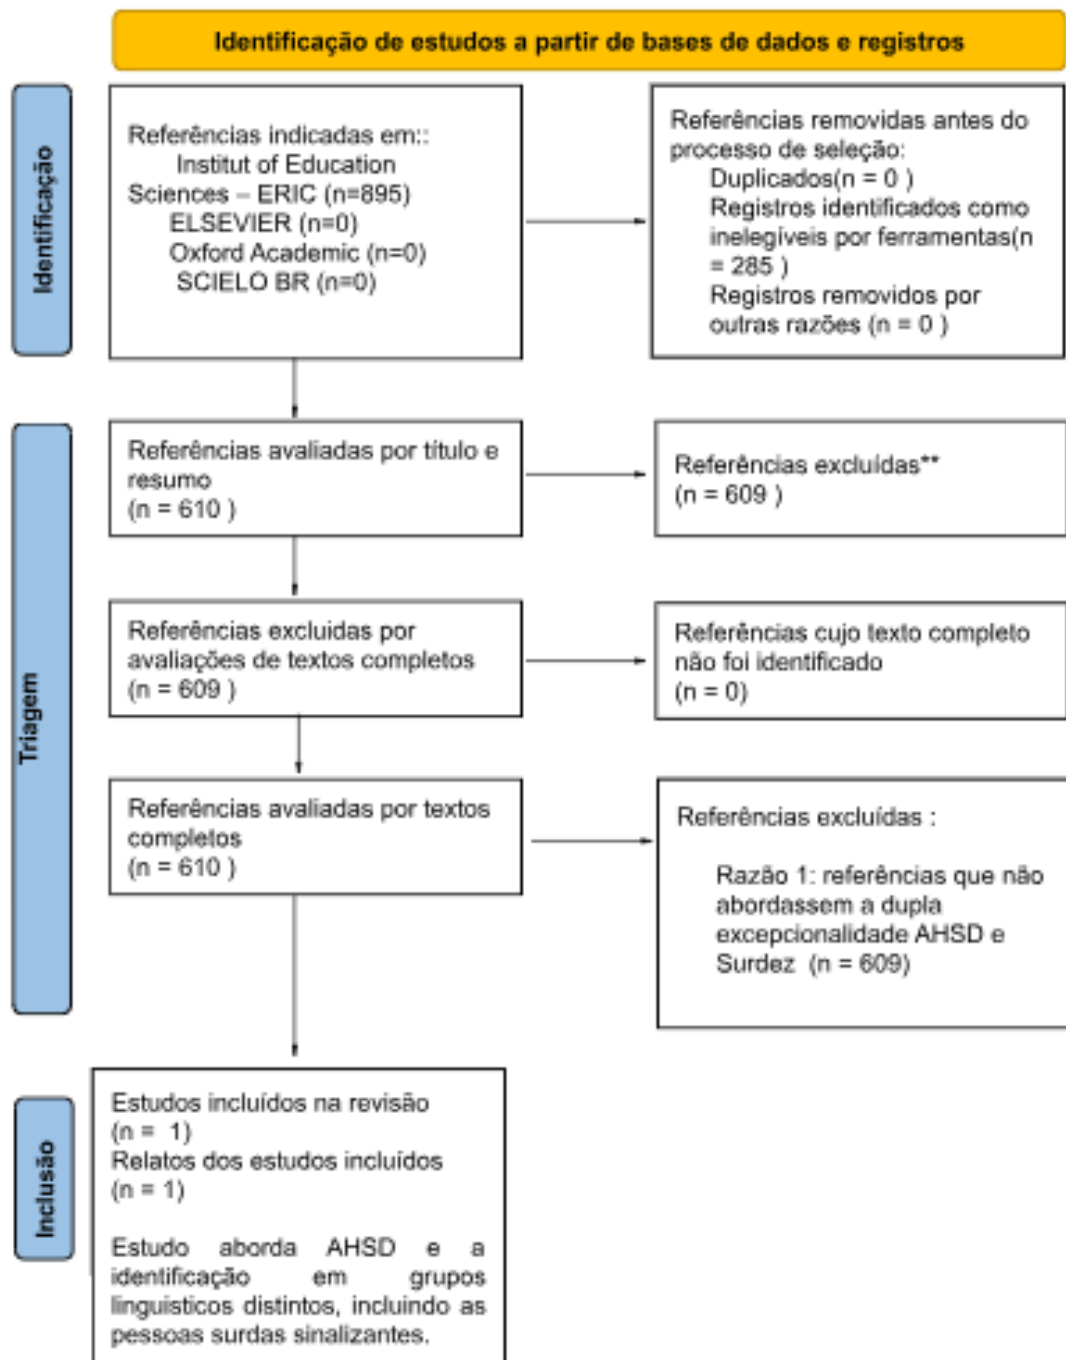 Identificação de estudos a partir de bases de dados e registros
Identificação
Referências indicadas em::
Institut of Education
Sciences – ERIC (n=895)
ELSEVIER (n=0)
Oxford Academic (n=0)
SCIELO BR (n=0)
Referências removidas antes do
processo de seleção:
Duplicados(n = 0 )
Registros identificados como
inelegíveis por ferramentas(n
= 285 )
Registros removidos por
outras razões (n = 0 )
Triagem
Referências avaliadas por título e
resumo
(n = 610 )
Referências excluídas**
(n = 609 )
Referências excluidas por
avaliações de textos completos
(n = 609 )
Referências cujo texto completo
não foi identificado
(n = 0)
Referências avaliadas por textos
completos
(n = 610 )
Referências excluídas :
Razão 1: referências que não
abordassem a dupla
excepcionalidade AHSD e
Surdez (n = 609)
Inclusão
Estudos incluídos na revisão
(n = 1)
Relatos dos estudos incluídos
(n = 1)
Estudo aborda AHSD e a
identificação em grupos
linguisticos distintos, incluindo as
pessoas surdas sinalizantes.